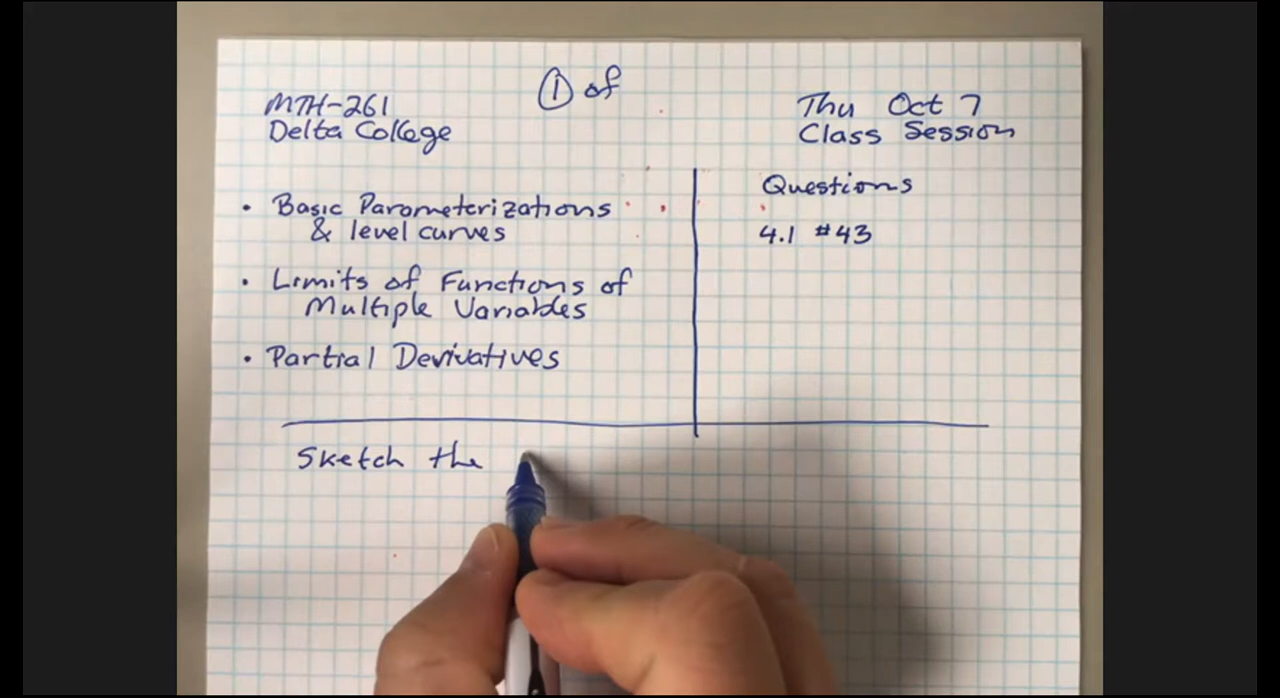 ① of
MTH-261
Delta College
Thu Oct 7
Class Session
• Basic Parometerizations
& level curves
• Limits of Functions of
Multiple Variables
• Partial Derivatives
Questions
4.1 #43
Sketch the